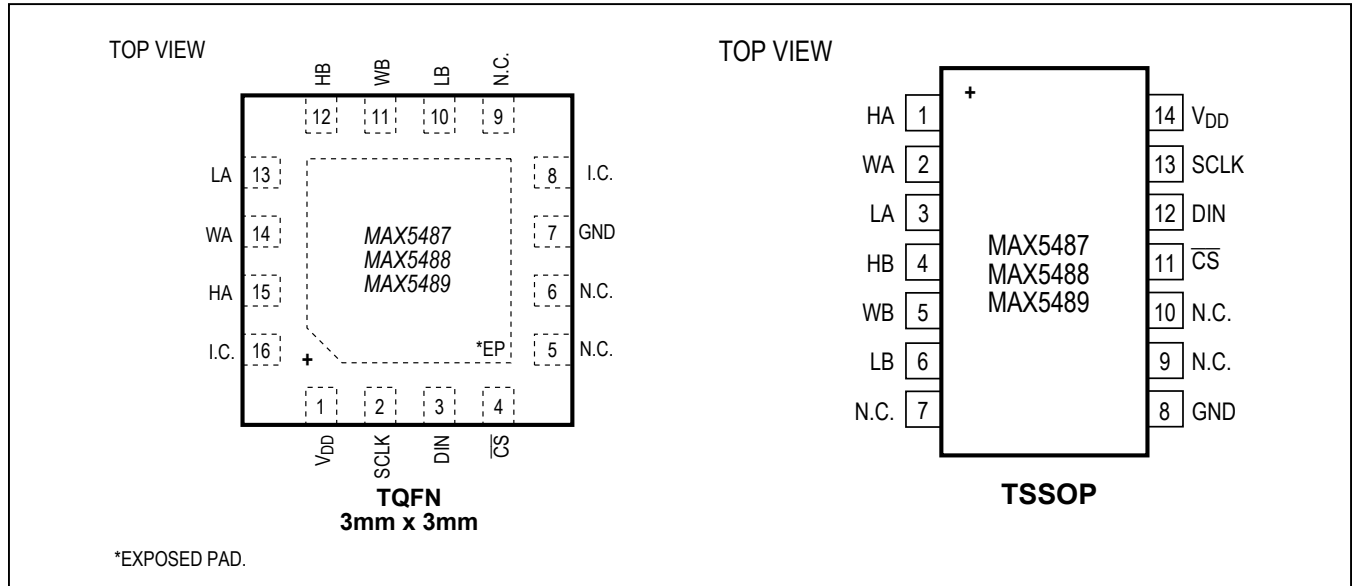 TOP VIEW
HB WB LB N.C.
12 11 10 9
LA 13
WA 14
HA 15
I.C. 16
MAX5487
MAX5488
MAX5489
*EP
+
8 I.C.
7 GND
6 N.C.
5 N.C.
1 2 3 4
VDD SCLK DIN C̅S̅
TQFN
3mm x 3mm
*EXPOSED PAD.
TOP VIEW
+
HA 1
WA 2
LA 3
HB 4
WB 5
LB 6
N.C. 7
MAX5487
MAX5488
MAX5489
14 VDD
13 SCLK
12 DIN
11 C̅S̅
10 N.C.
9 N.C.
8 GND
TSSOP